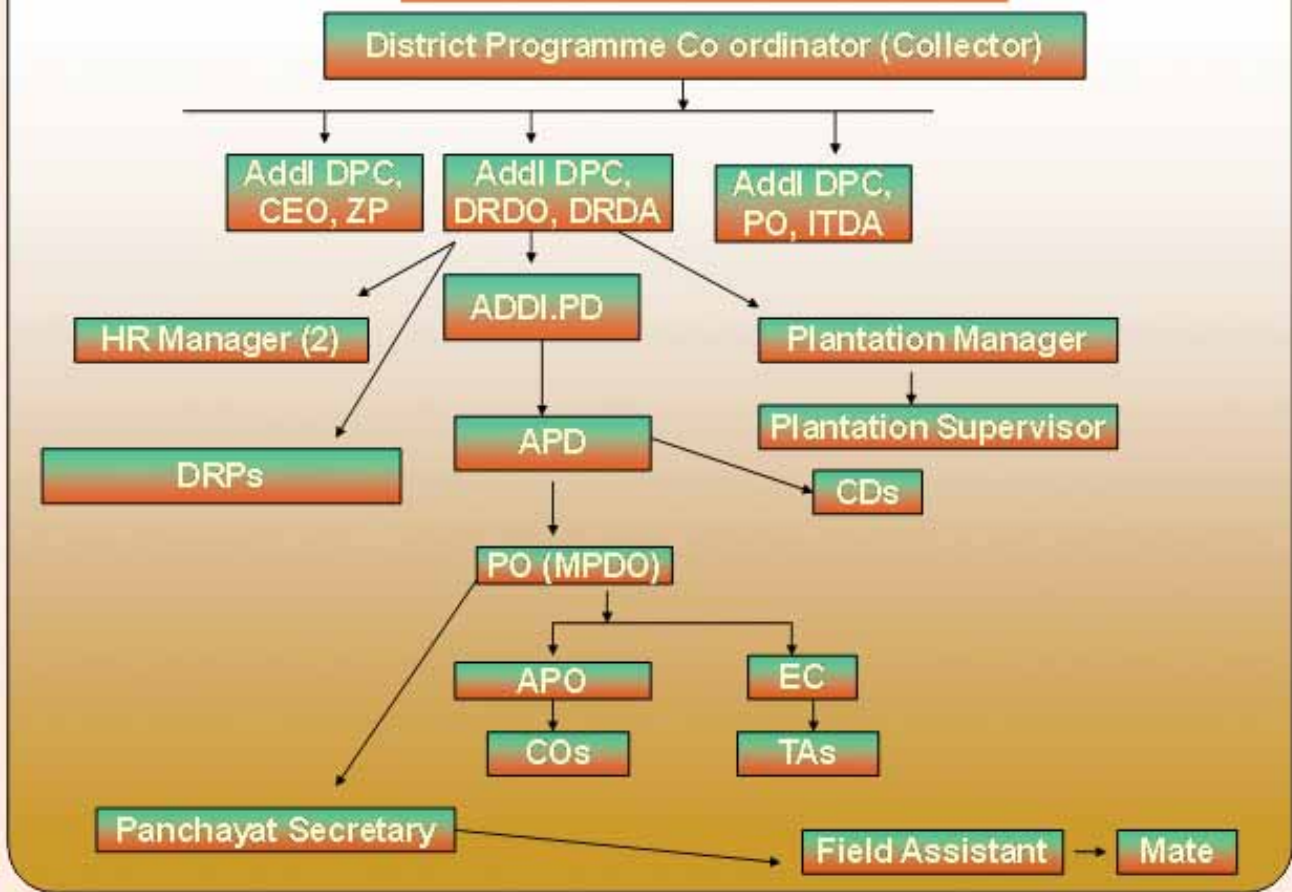 District Programme Co ordinator (Collector)
Addl DPC,
CEO, ZP
Addl DPC,
DRDO, DRDA
Addl DPC,
PO, ITDA
ADDl.PD
HR Manager (2)
Plantation Manager
APD
Plantation Supervisor
DRPs
CDs
PO (MPDO)
APO
EC
COs
TAs
Panchayat Secretary
Field Assistant
Mate